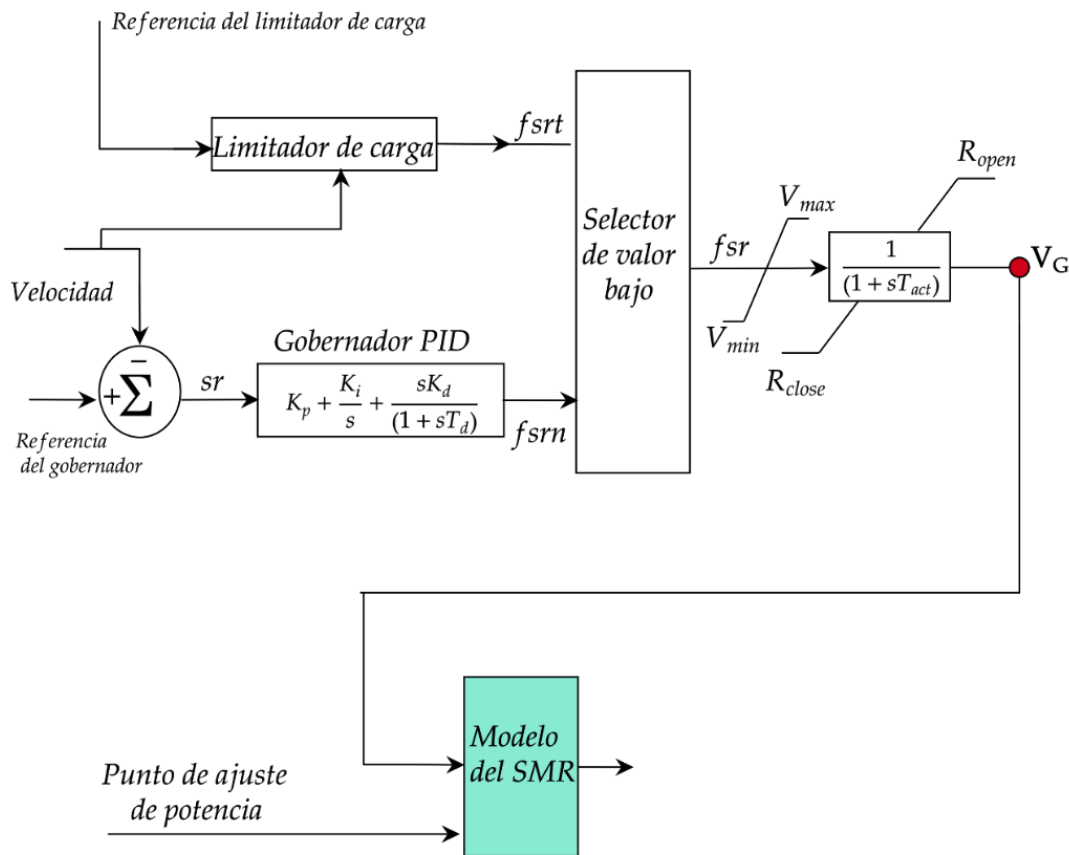 Referencia del limitador de carga
Limitador de carga
fsrt
Velocidad
Selector
de valor
bajo
fsr
V_max
V_min
R_open
1
(1 + sT_act)
R_close
V_G
+
−
Σ
Referencia
del gobernador
sr
Gobernador PID
K_p + K_i/s + sK_d/(1 + sT_d)
fsrn
Modelo
del SMR
Punto de ajuste
de potencia